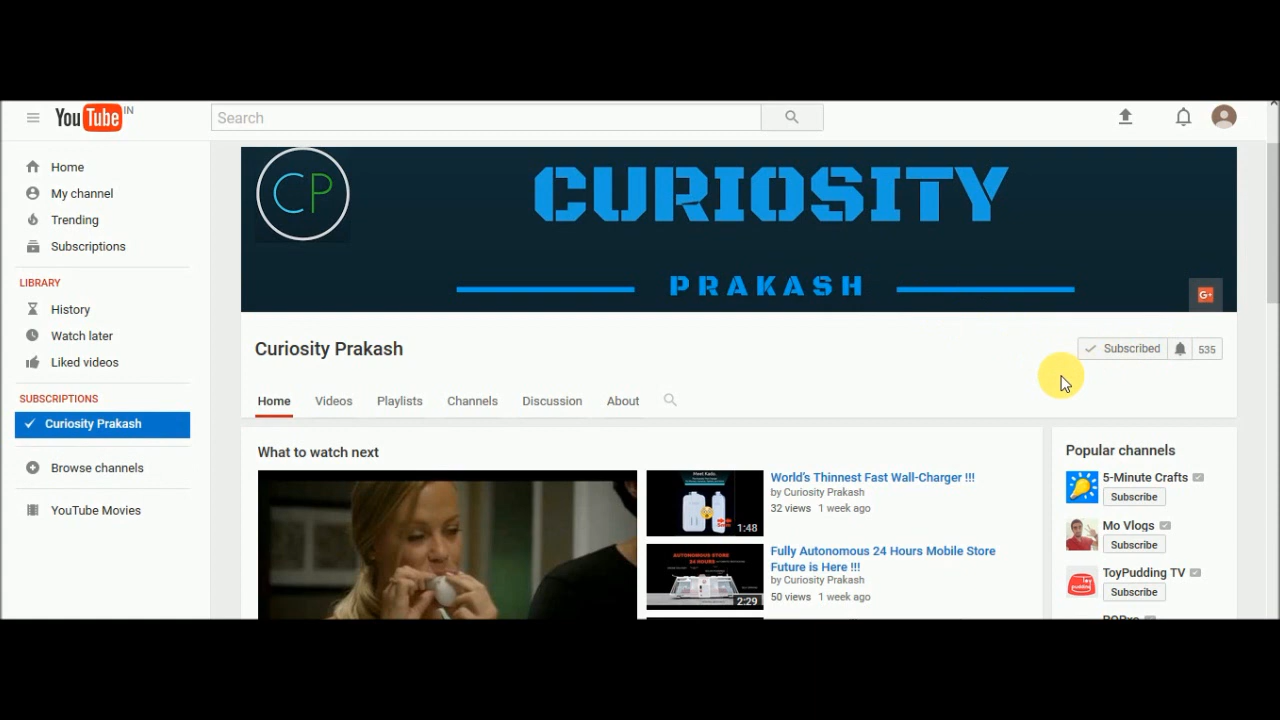 YouTube IN
Search
Home
My channel
Trending
Subscriptions
LIBRARY
History
Watch later
Liked videos
SUBSCRIPTIONS
Curiosity Prakash
Browse channels
YouTube Movies
CP
CURIOSITY
PRAKASH
G+
Curiosity Prakash
Subscribed 535
Home Videos Playlists Channels Discussion About
What to watch next
World's Thinnest Fast Wall-Charger !!!
by Curiosity Prakash
32 views 1 week ago
1:48
Fully Autonomous 24 Hours Mobile Store
Future is Here !!!
by Curiosity Prakash
50 views 1 week ago
AUTONOMOUS STORE
24 HOURS
2:29
Popular channels
5-Minute Crafts
Subscribe
Mo Vlogs
Subscribe
ToyPudding TV
Subscribe